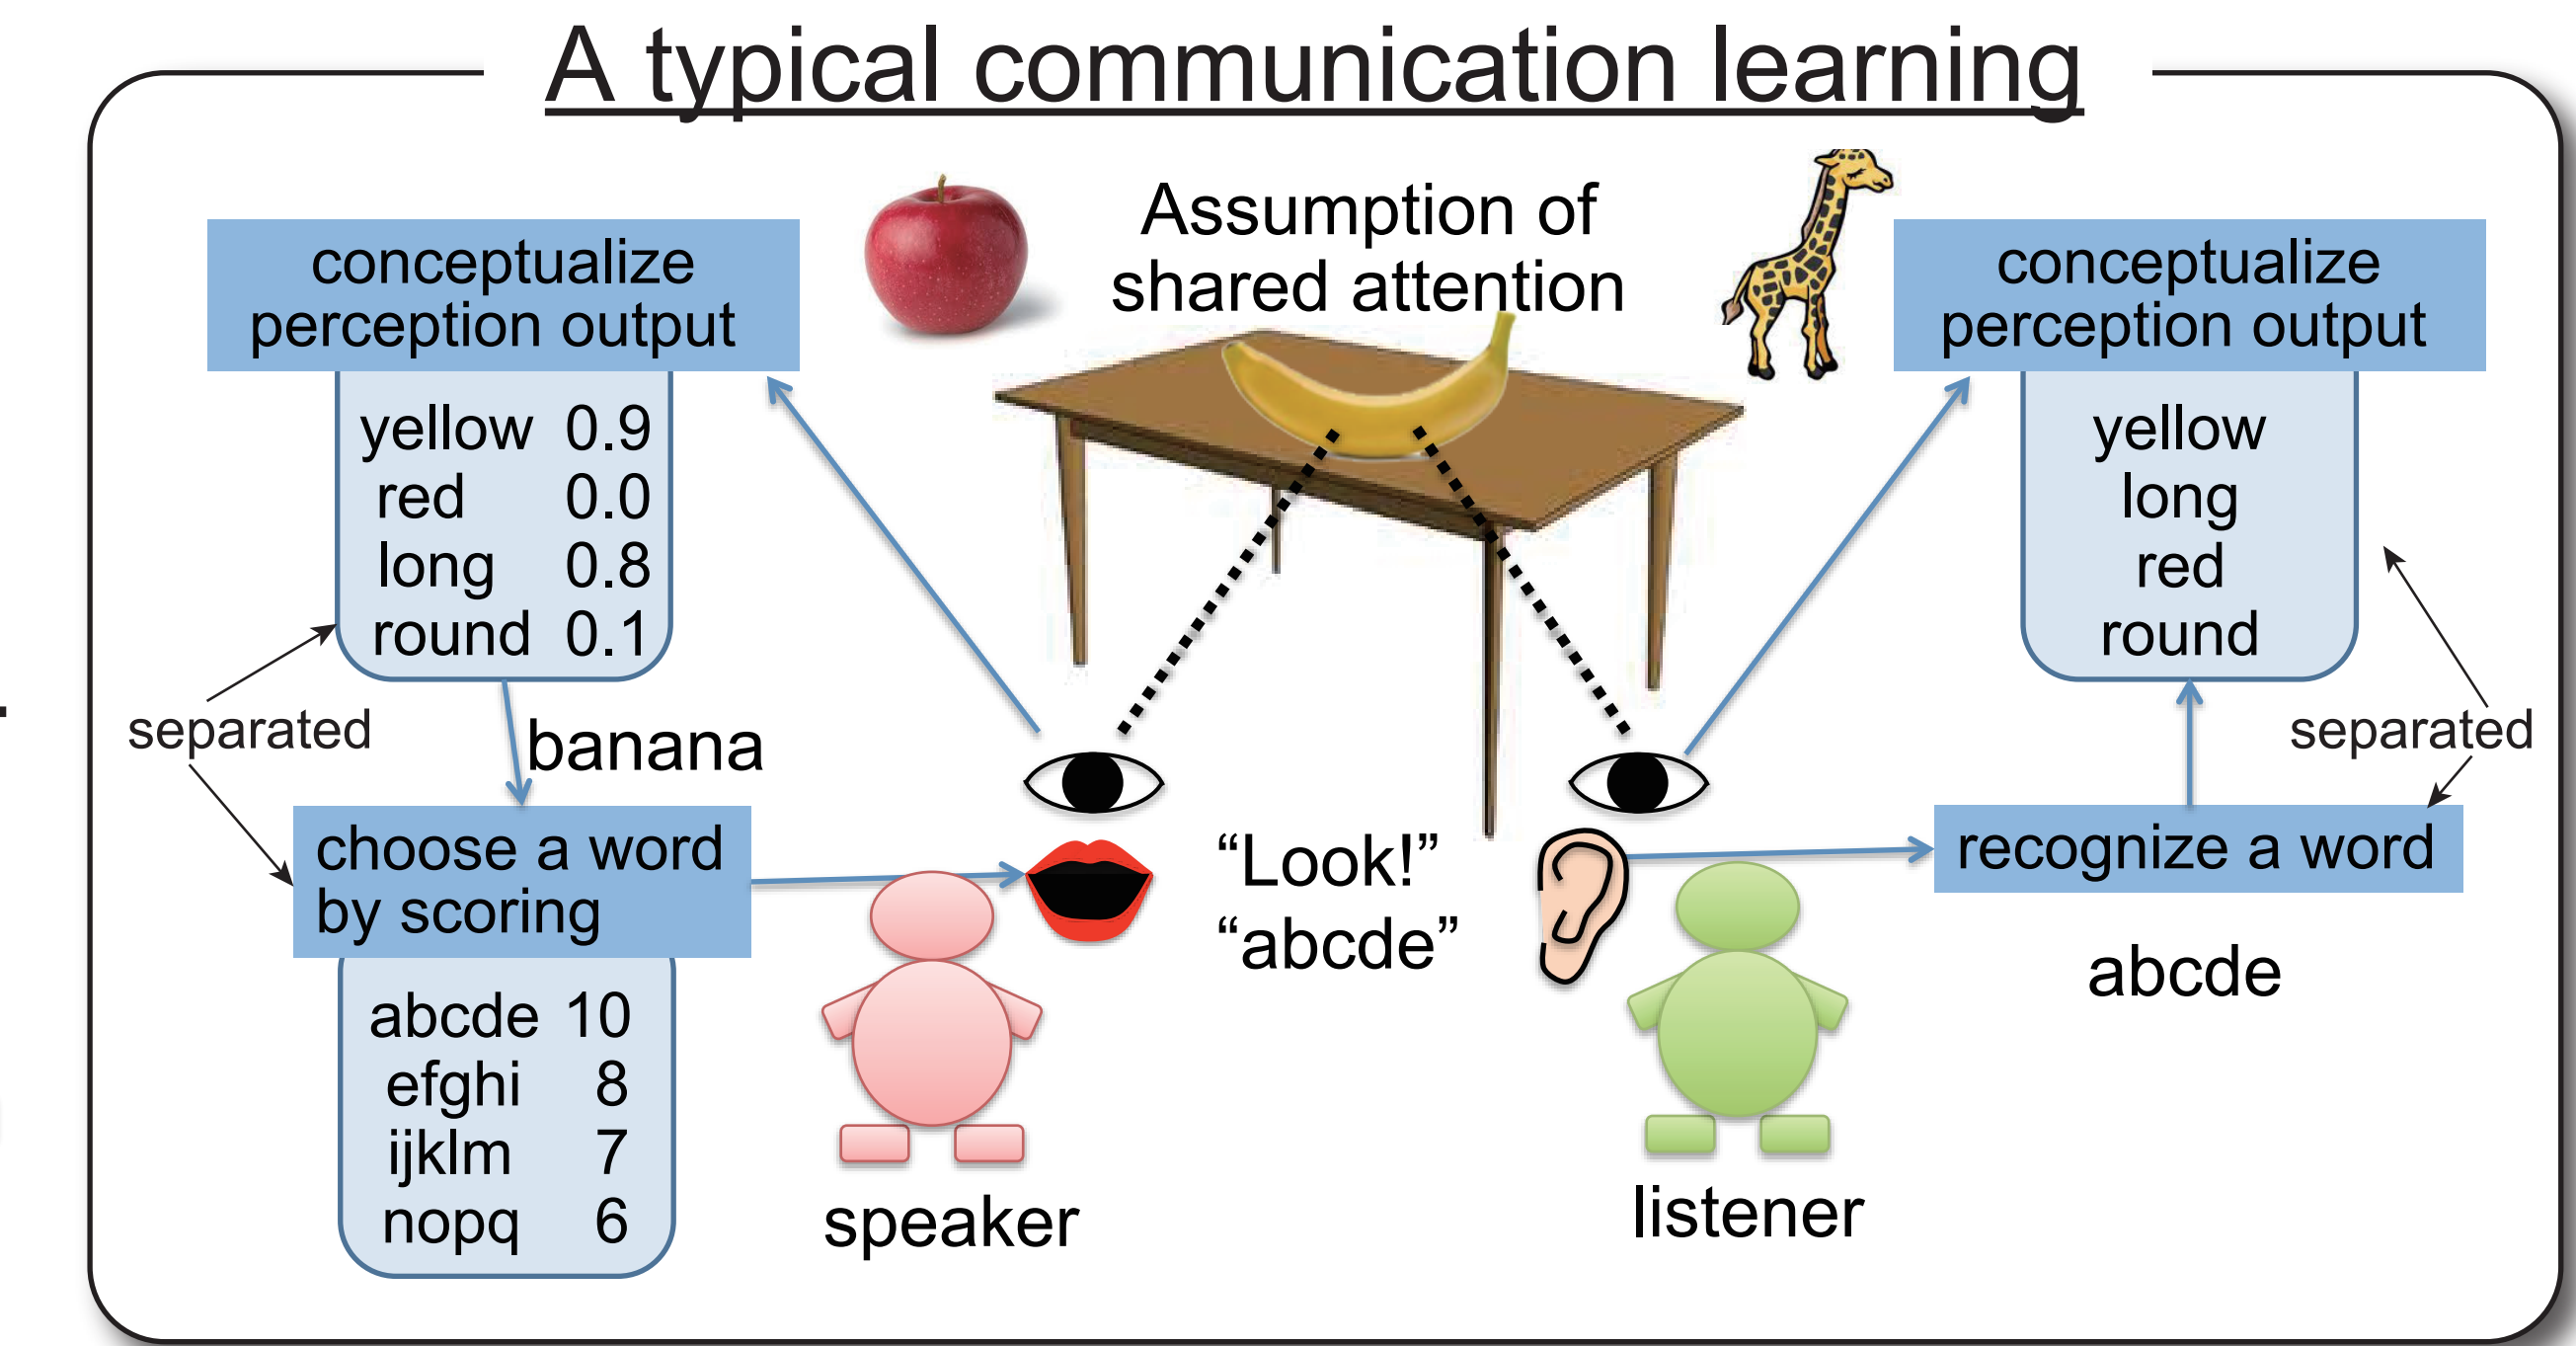 A typical communication learning
conceptualize
perception output
yellow 0.9
red 0.0
long 0.8
round 0.1
separated
banana
choose a word
by scoring
abcde 10
efghi 8
ijklm 7
nopq 6
Assumption of
shared attention
“Look!”
“abcde”
speaker
listener
conceptualize
perception output
yellow
long
red
round
separated
recognize a word
abcde